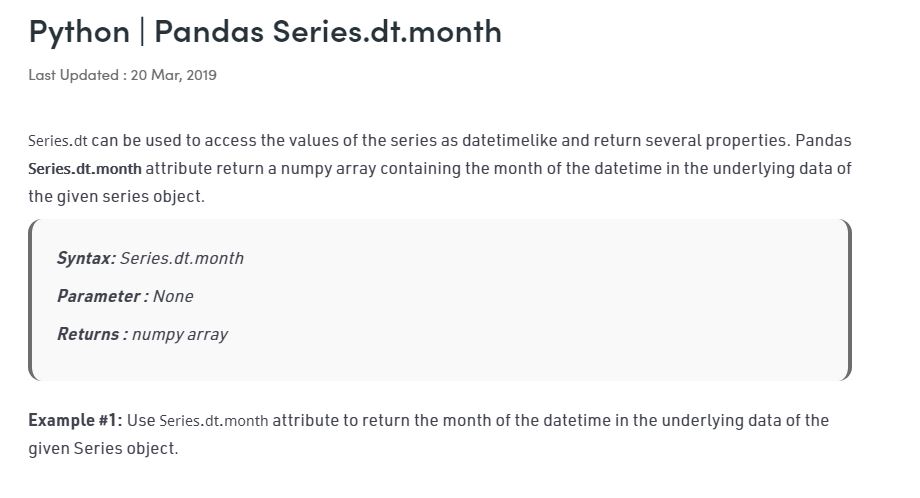 Python | Pandas Series.dt.month
Last Updated : 20 Mar, 2019
Series.dt can be used to access the values of the series as datetimelike and return several properties. Pandas
Series.dt.month attribute return a numpy array containing the month of the datetime in the underlying data of
the given series object.
Syntax: Series.dt.month
Parameter : None
Returns : numpy array
Example #1: Use Series.dt.month attribute to return the month of the datetime in the underlying data of the
given Series object.